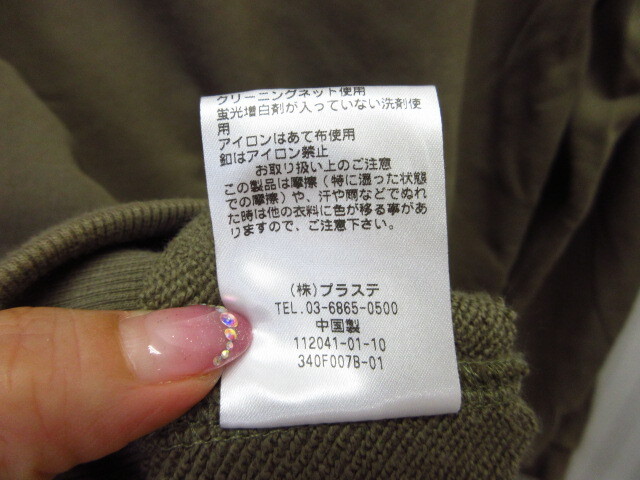 クリーニングネット使用
蛍光増白剤が入っていない洗剤使
用
アイロンはあて布使用
釦はアイロン禁止
お取り扱い上のご注意
この製品は摩擦(特に湿った状態
での摩擦)や、汗や雨などでぬれ
た時は他の衣料に色が移る事があ
りますので、ご注意下さい。
(株)プラステ
TEL.03-6865-0500
中国製
112041-01-10
340F007B-01